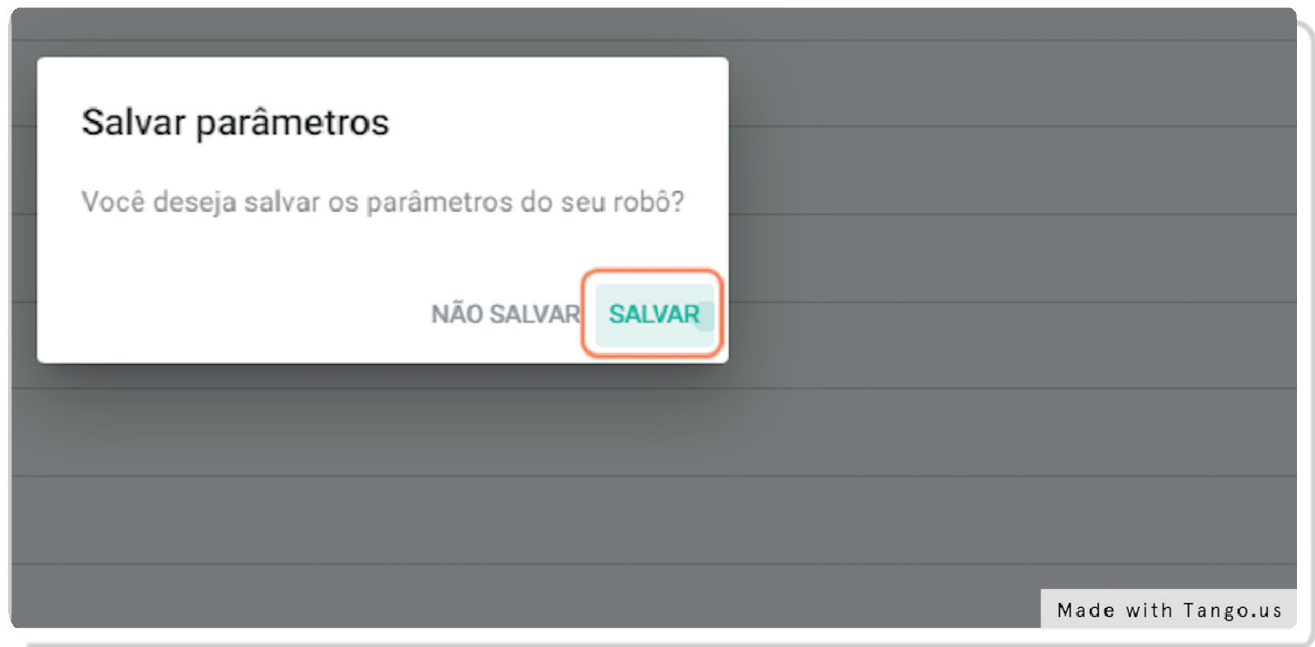 Salvar parâmetros
Você deseja salvar os parâmetros do seu robô?
NÃO SALVAR SALVAR
Made with Tango.us